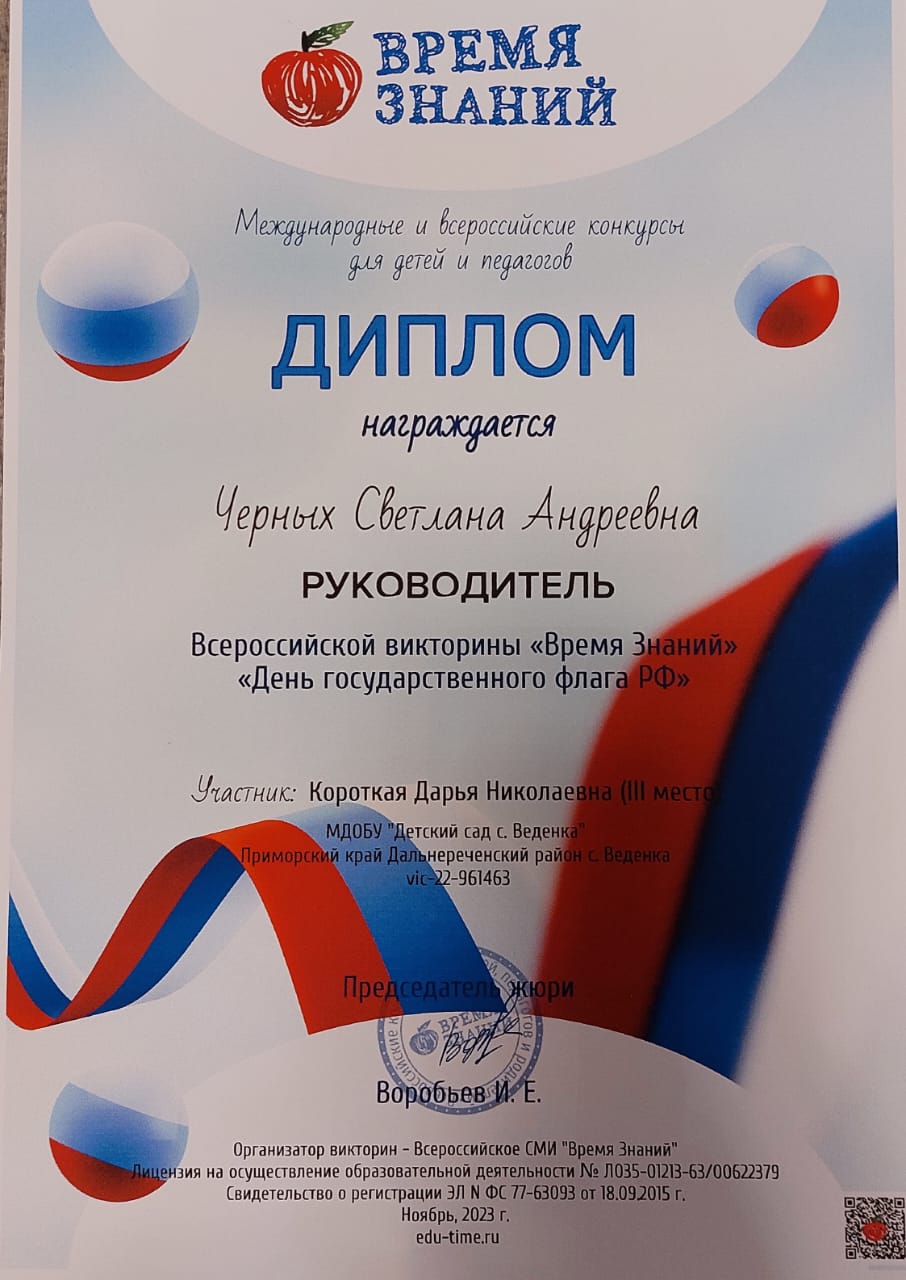 ВРЕМЯ
ЗНАНИЙ
Международные и всероссийские конкурсы
для детей и педагогов
ДИПЛОМ
награждается
Черных Светлана Андреевна
РУКОВОДИТЕЛЬ
Всероссийской викторины «Время Знаний»
«День государственного флага РФ»
Участник: Короткая Дарья Николаевна (III место)
МДОБУ "Детский сад с. Веденка"
Приморский край Дальнереченский район с. Веденка
vic-22-961463
Председатель жюри
ВРЕМЯ
ЗНАНИЙ
Воробьев И. Е.
Организатор викторин - Всероссийское СМИ "Время Знаний"
Лицензия на осуществление образовательной деятельности № Л035-01213-63/00622379
Свидетельство о регистрации ЭЛ N ФС 77-63093 от 18.09.2015 г.
Ноябрь, 2023 г.
edu-time.ru